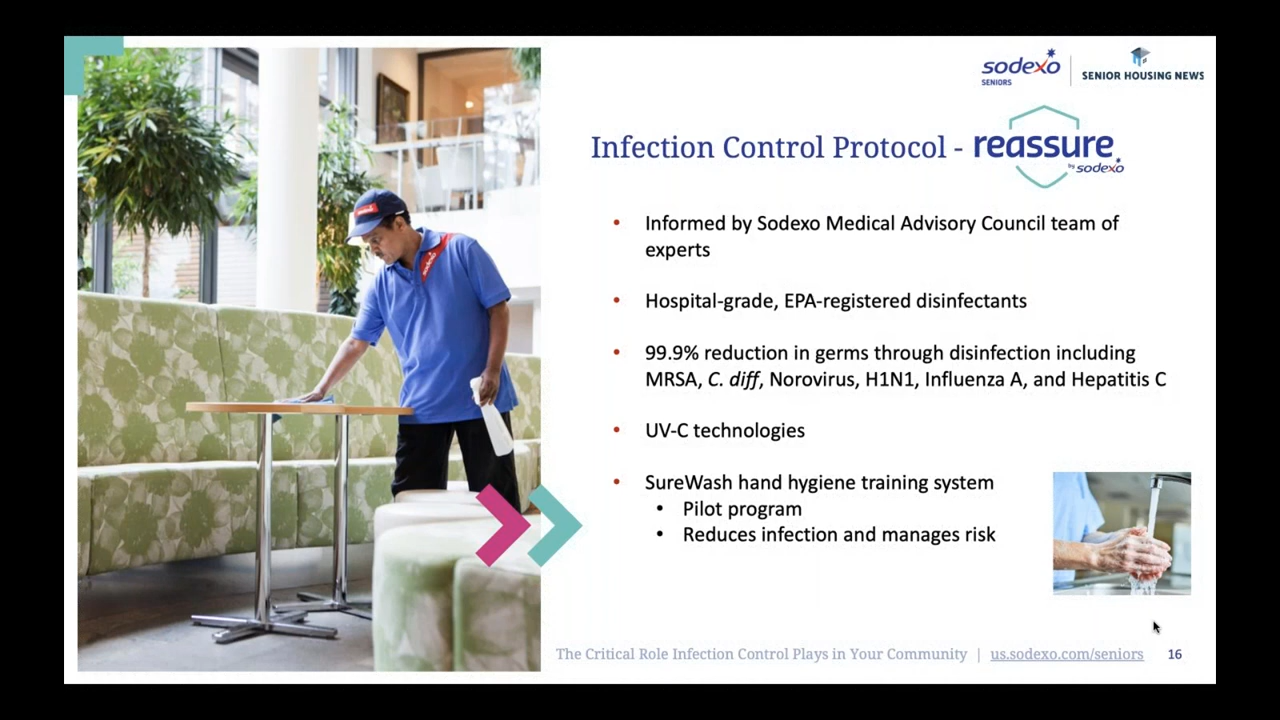 sodexo
SENIORS
SENIOR HOUSING NEWS
Infection Control Protocol - reassure
by sodexo
• Informed by Sodexo Medical Advisory Council team of
experts
• Hospital-grade, EPA-registered disinfectants
• 99.9% reduction in germs through disinfection including
MRSA, C. diff, Norovirus, H1N1, Influenza A, and Hepatitis C
• UV-C technologies
• SureWash hand hygiene training system
• Pilot program
• Reduces infection and manages risk
sodexo
The Critical Role Infection Control Plays in Your Community | us.sodexo.com/seniors 16